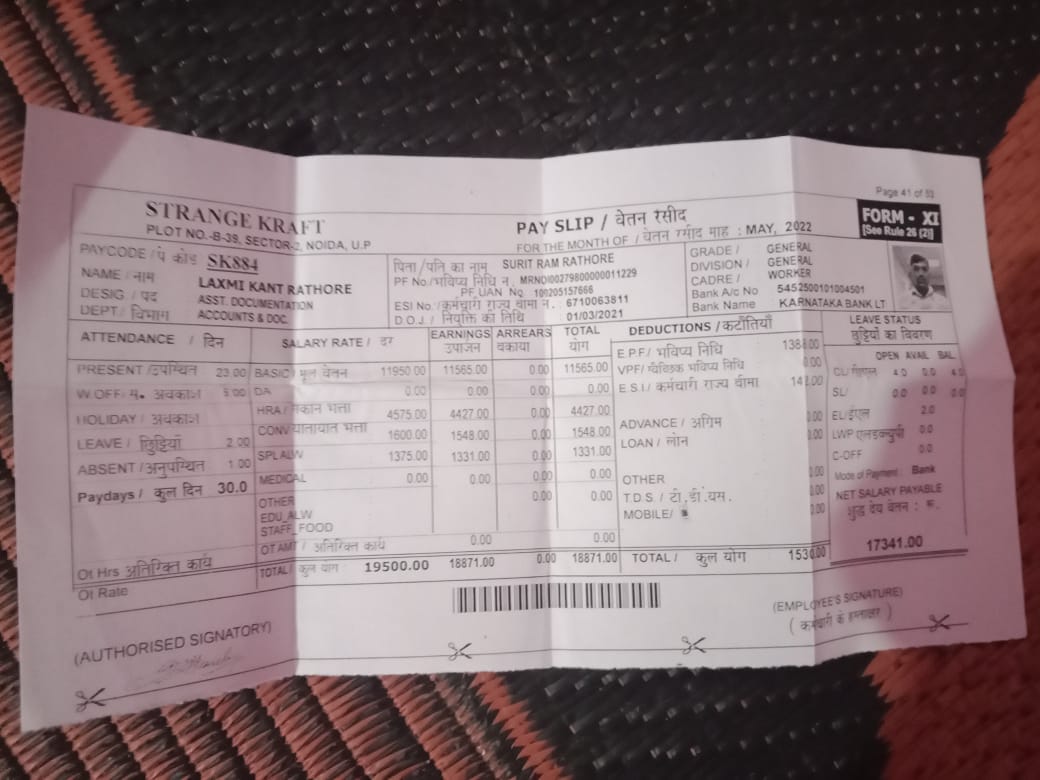 Page 41 of 53
STRANGE KRAFT
PLOT NO.-B-39, SECTOR-2, NOIDA, U.P
PAY SLIP / वेतन रसीद
FOR THE MONTH OF / वेतन रसीद माह : MAY, 2022
FORM - XI
[See Rule 26 (2)]
PAYCODE / पे कोड SK884
NAME / नाम LAXMI KANT RATHORE
DESIG. / पद ASST. DOCUMENTATION
DEPT / विभाग ACCOUNTS & DOC.
पिता/पति का नाम SURIT RAM RATHORE
PF No./भविष्य निधि न. MRNOI00279800000011229
PF UAN No. 100205157666
ESI No./कर्मचारी राज्य बीमा न. 6710063811
D.O.J / नियुक्ति की तिथि 01/03/2021
GRADE / GENERAL
DIVISION / GENERAL
CADRE / WORKER
Bank A/c No 5452500101004501
Bank Name KARNATAKA BANK LT
ATTENDANCE / दिन
PRESENT /उपस्थित 23.00
W.OFF/ स. अवकाश 5.00
HOLIDAY / अवकाश
LEAVE / छुट्टियाँ 2.00
ABSENT /अनुपस्थित 1.00
Paydays / कुल दिन 30.0
Ot Hrs अतिरिक्त कार्य
Ot Rate
SALARY RATE / दर EARNINGS उपार्जन ARREARS बकाया TOTAL योग
BASIC/ मूल वेतन 11950.00 11565.00 0.00 11565.00
DA 0.00 0.00 0.00 0.00
HRA/ मकान भत्ता 4575.00 4427.00 0.00 4427.00
CONV/यातायात भत्ता 1600.00 1548.00 0.00 1548.00
SPLALW 1375.00 1331.00 0.00 1331.00
MEDICAL 0.00 0.00 0.00 0.00
OTHER 0.00 0.00
EDU_ALW
STAFF_FOOD
OT AMT / अतिरिक्त कार्य 0.00 0.00
TOTAL / कुल योग : 19500.00 18871.00 0.00 18871.00
DEDUCTIONS / कटौतियाँ
E.P.F/ भविष्य निधि 1388.00
VPF/ स्वैच्छिक भविष्य निधि 0.00
E.S.I/ कर्मचारी राज्य बीमा 142.00
ADVANCE / अग्रिम 0.00
LOAN / लोन 0.00
OTHER 0.00
T.D.S / टी.डी.एस. 0.00
MOBILE/ 0.00
TOTAL / कुल योग 1530.00
LEAVE STATUS
छुट्टियों का विवरण
OPEN AVAIL BAL
CL/ सीएल 4.0 0.0 4.0
SL/ 0.0 0.0 0.0
EL/ ईएल 2.0
LWP एलडब्ल्यूपी 0.0
C-OFF 0.0
Mode of Payment : Bank
NET SALARY PAYABLE
शुद्ध देय वेतन : रू.
17341.00
(AUTHORISED SIGNATORY)
(EMPLOYEE'S SIGNATURE)
( कर्मचारी के हस्ताक्षर )